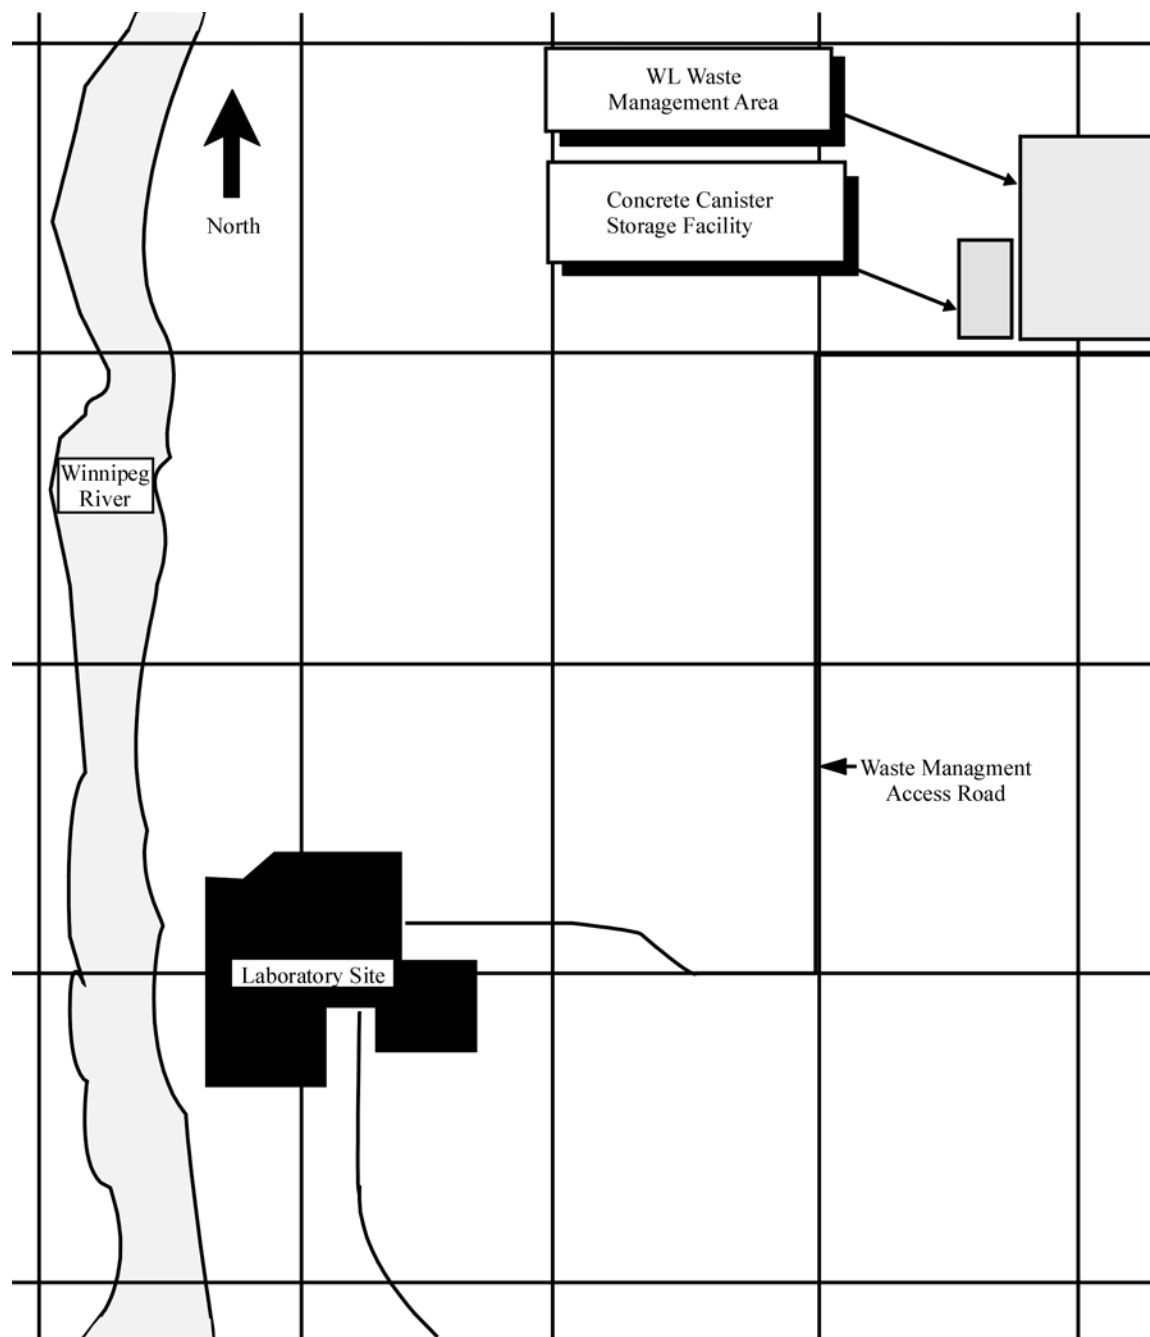 WL Waste
Management Area
Concrete Canister
Storage Facility
North
Winnipeg
River
Waste Managment
Access Road
Laboratory Site